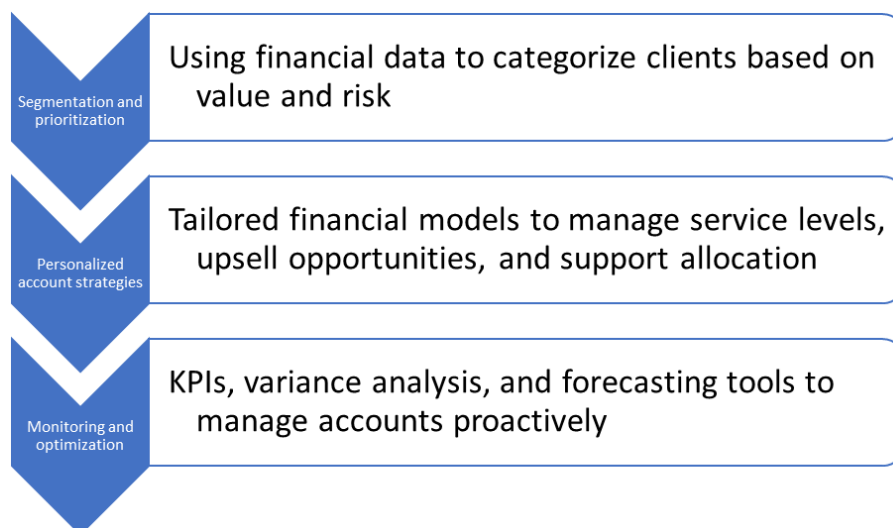 Segmentation and
prioritization
Using financial data to categorize clients based on
value and risk
Personalized
account strategies
Tailored financial models to manage service levels,
upsell opportunities, and support allocation
Monitoring and
optimization
KPIs, variance analysis, and forecasting tools to
manage accounts proactively